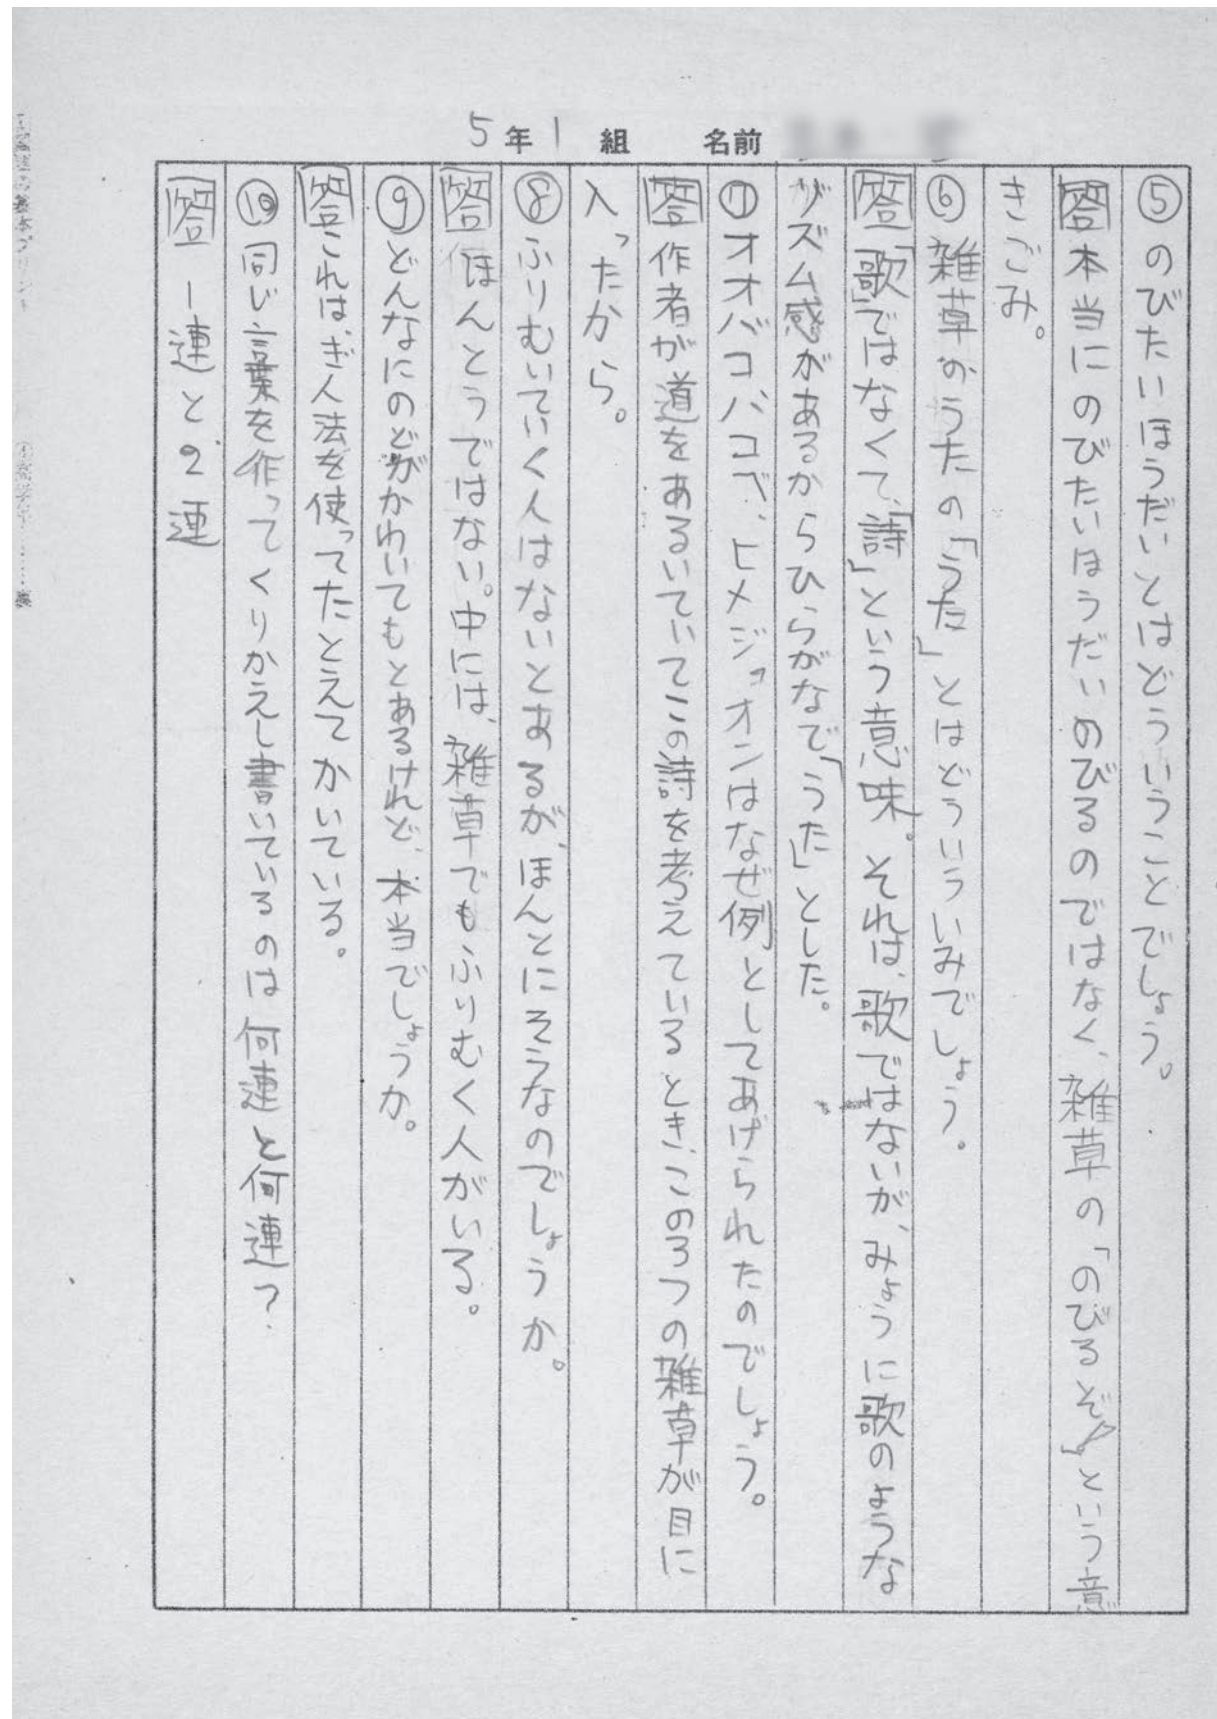 5年1組 名前
⑤のびたいほうだいとはどういうことでしょう。
答本当にのびたいほうだいのびるのではなく、雑草の「のびるぞ」という意
きごみ。
⑥雑草のうたの「うた」とはどういういみでしょう。
答「歌」ではなくて、「詩」という意味。それは、歌ではないが、みょうに歌のような
リズム感があるからひらがなで「うた」とした。
⑦オオバコ、ハコベ、ヒメジョオンはなぜ例としてあげられたのでしょう。
答作者が道をあるいていてこの詩を考えているとき、この3つの雑草が目に
入ったから。
⑧ふりむいていく人はないとあるが、ほんとにそうなのでしょうか。
答ほんとうではない。中には、雑草でもふりむく人がいる。
⑨どんなにのどがかわいてもとあるけれど、本当でしょうか。
答これは、ぎ人法を使ってたとえてかいている。
⑩同じ言葉を作ってくりかえし書いているのは何連と何連?
答 1連と2連